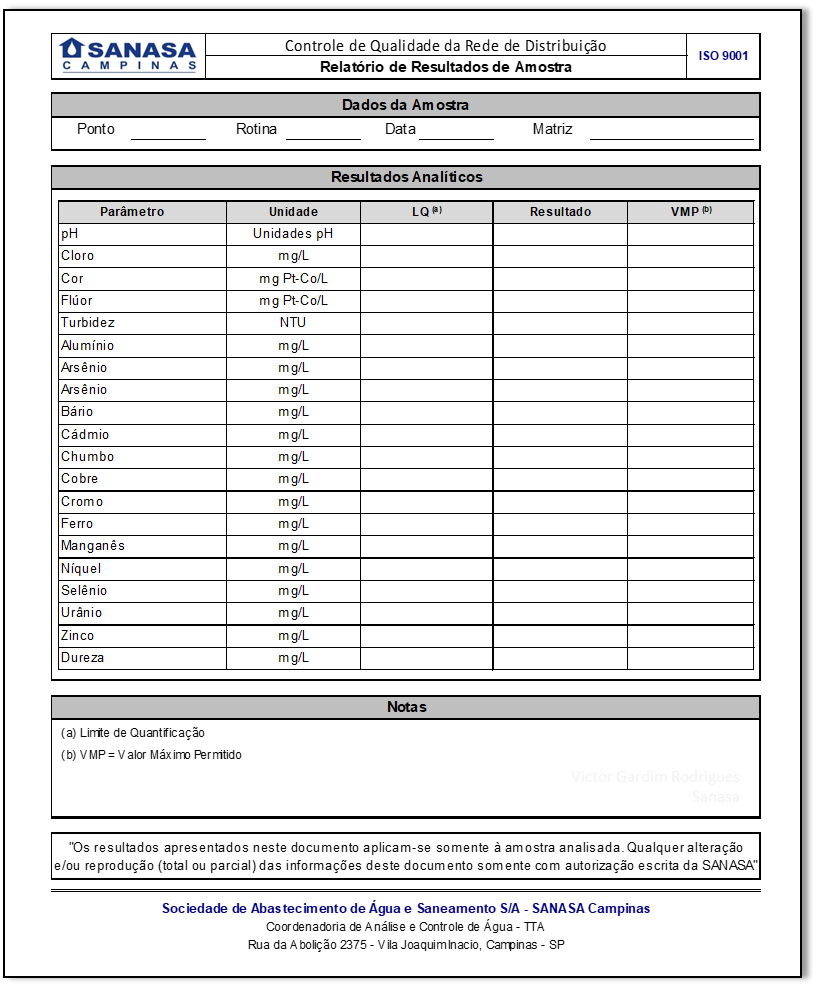 SANASA
CAMPINAS
Controle de Qualidade da Rede de Distribuição
Relatório de Resultados de Amostra
ISO 9001
Dados da Amostra
Ponto Rotina Data Matriz
Resultados Analíticos
Parâmetro Unidade LQ (a) Resultado VMP (b)
pH Unidades pH
Cloro mg/L
Cor mg Pt-Co/L
Flúor mg Pt-Co/L
Turbidez NTU
Alumínio mg/L
Arsênio mg/L
Arsênio mg/L
Bário mg/L
Cádmio mg/L
Chumbo mg/L
Cobre mg/L
Cromo mg/L
Ferro mg/L
Manganês mg/L
Níquel mg/L
Selênio mg/L
Urânio mg/L
Zinco mg/L
Dureza mg/L
Notas
(a) Limite de Quantificação
(b) VMP = Valor Máximo Permitido
Victor Gardim Rodrigues
Sanasa
"Os resultados apresentados neste documento aplicam-se somente à amostra analisada. Qualquer alteração
e/ou reprodução (total ou parcial) das informações deste documento somente com autorização escrita da SANASA"
Sociedade de Abastecimento de Água e Saneamento S/A - SANASA Campinas
Coordenadoria de Análise e Controle de Água - TTA
Rua da Abolição 2375 - Vila Joaquim Inacio, Campinas - SP